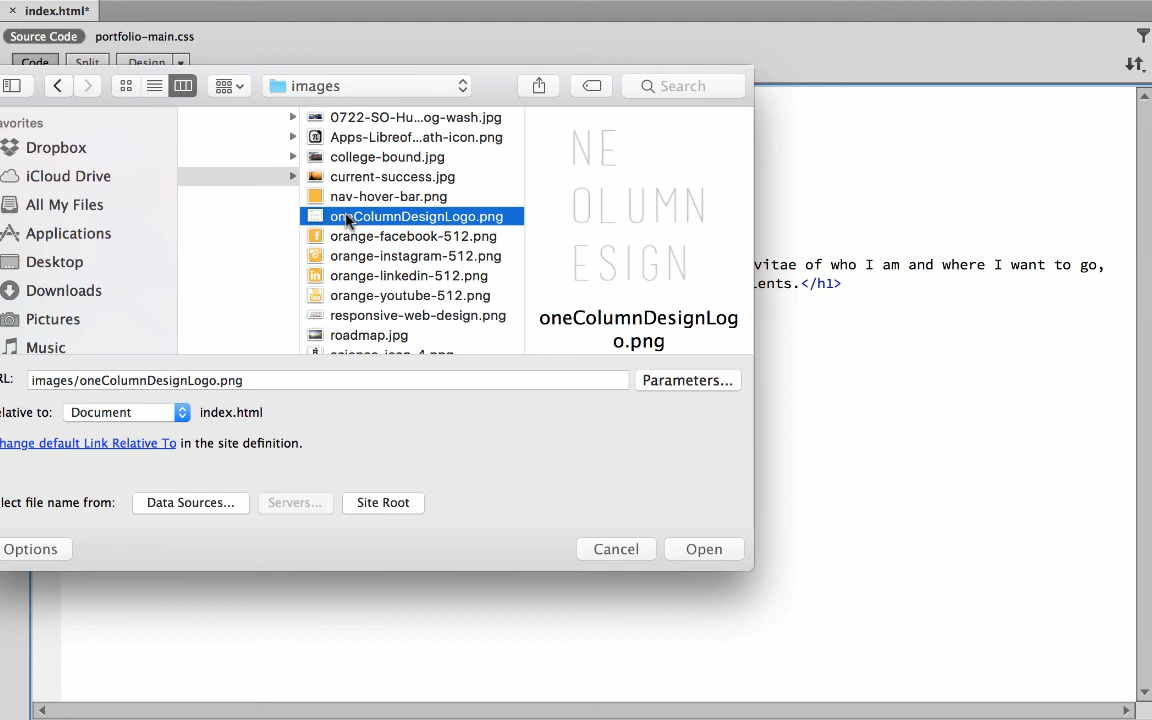 × index.html*
Source Code portfolio-main.css
Code Split Design
images
Search
avorites
Dropbox
iCloud Drive
All My Files
Applications
Desktop
Downloads
Pictures
Music
0722-SO-Hu...og-wash.jpg
Apps-Libreof...ath-icon.png
college-bound.jpg
current-success.jpg
nav-hover-bar.png
oneColumnDesignLogo.png
orange-facebook-512.png
orange-instagram-512.png
orange-linkedin-512.png
orange-youtube-512.png
responsive-web-design.png
roadmap.jpg
science-icon-4.png
NE
OLUMN
ESIGN
oneColumnDesignLog
o.png
vitae of who I am and where I want to go,
ents.</h1>
RL: images/oneColumnDesignLogo.png Parameters...
elative to: Document index.html
hange default Link Relative To in the site definition.
lect file name from: Data Sources... Servers... Site Root
Options Cancel Open